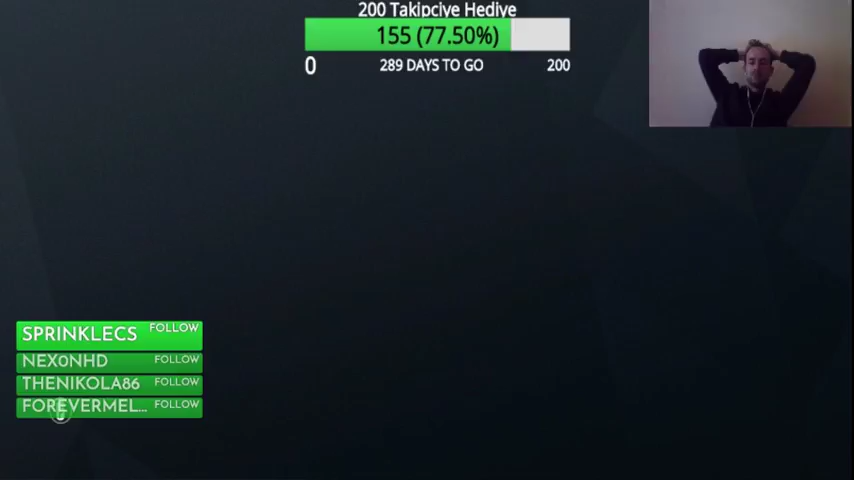 200 Takipciye Hediye
155 (77.50%)
0 289 DAYS TO GO 200
SPRINKLECS FOLLOW
NEX0NHD FOLLOW
THENIKOLA86 FOLLOW
FOREVERMEL... FOLLOW